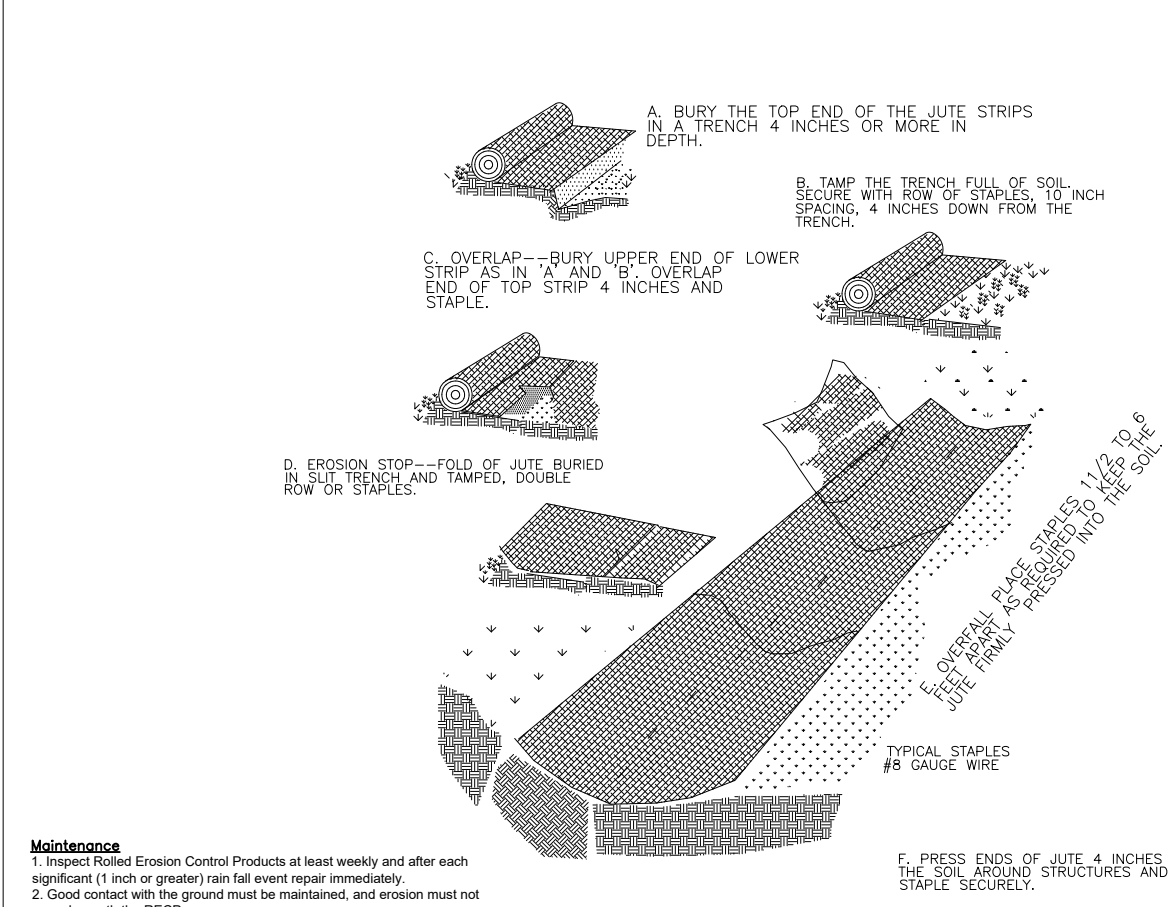 A. BURY THE TOP END OF THE JUTE STRIPS
IN A TRENCH 4 INCHES OR MORE IN
DEPTH.
B. TAMP THE TRENCH FULL OF SOIL.
SECURE WITH ROW OF STAPLES, 10 INCH
SPACING, 4 INCHES DOWN FROM THE
TRENCH.
C. OVERLAP--BURY UPPER END OF LOWER
STRIP AS IN 'A' AND 'B'. OVERLAP
END OF TOP STRIP 4 INCHES AND
STAPLE.
D. EROSION STOP--FOLD OF JUTE BURIED
IN SLIT TRENCH AND TAMPED, DOUBLE
ROW OR STAPLES.
E. OVERFALL PLACE STAPLES 11/2 TO 6
FEET APART AS REQUIRED TO KEEP THE
JUTE FIRMLY PRESSED INTO THE SOIL.
TYPICAL STAPLES
#8 GAUGE WIRE
F. PRESS ENDS OF JUTE 4 INCHES
THE SOIL AROUND STRUCTURES AND
STAPLE SECURELY.
Maintenance
1. Inspect Rolled Erosion Control Products at least weekly and after each
significant (1 inch or greater) rain fall event repair immediately.
2. Good contact with the ground must be maintained, and erosion must not